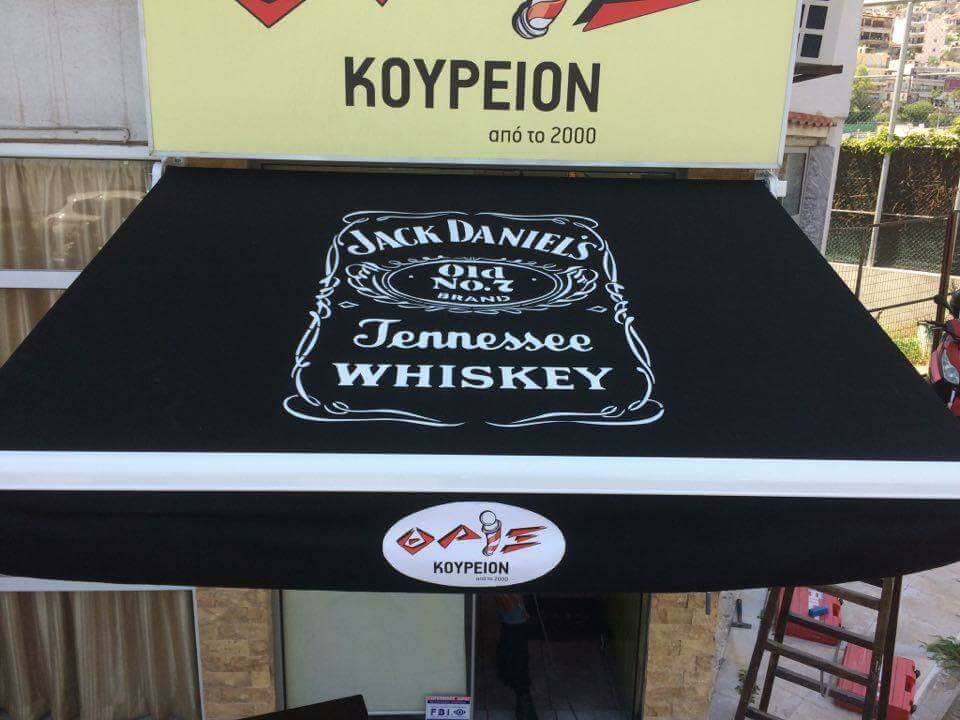 ΚΟΥΡΕΙΟΝ
από το 2000
JACK DANIEL'S
Old
NO.7
BRAND
Tennessee
WHISKEY
ΘΡΙΞ
ΚΟΥΡΕΙΟΝ
από το 2000
FBI